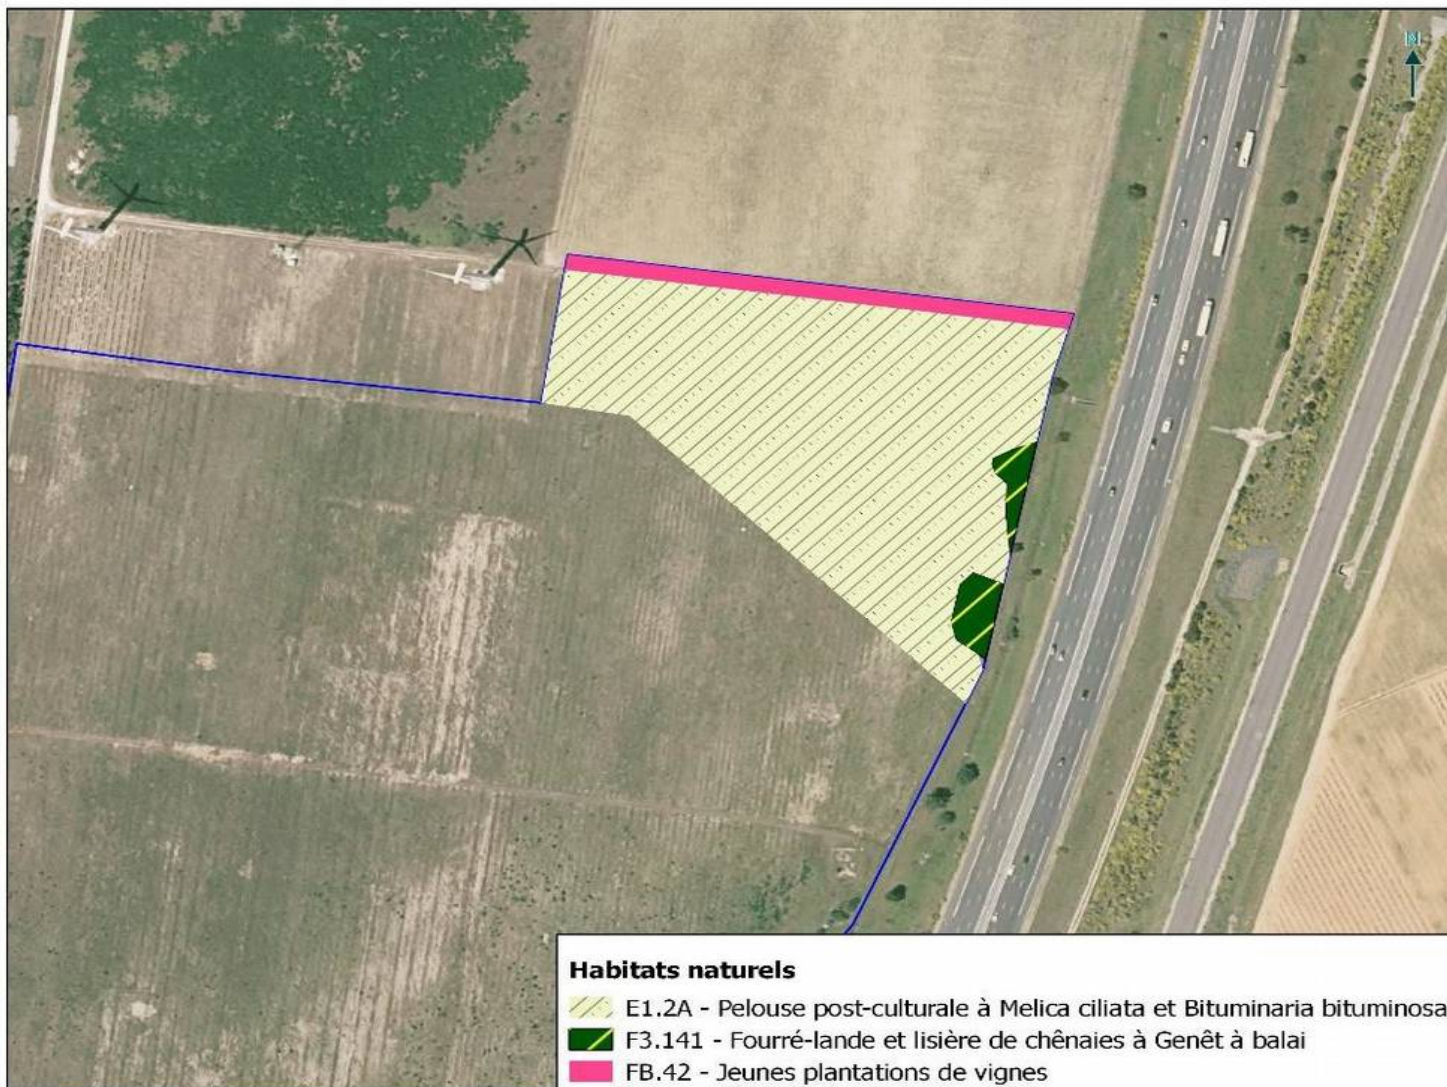 N
Habitats naturels
E1.2A - Pelouse post-culturale à Melica ciliata et Bituminaria bituminosa
F3.141 - Fourré-lande et lisière de chênaies à Genêt à balai
FB.42 - Jeunes plantations de vignes